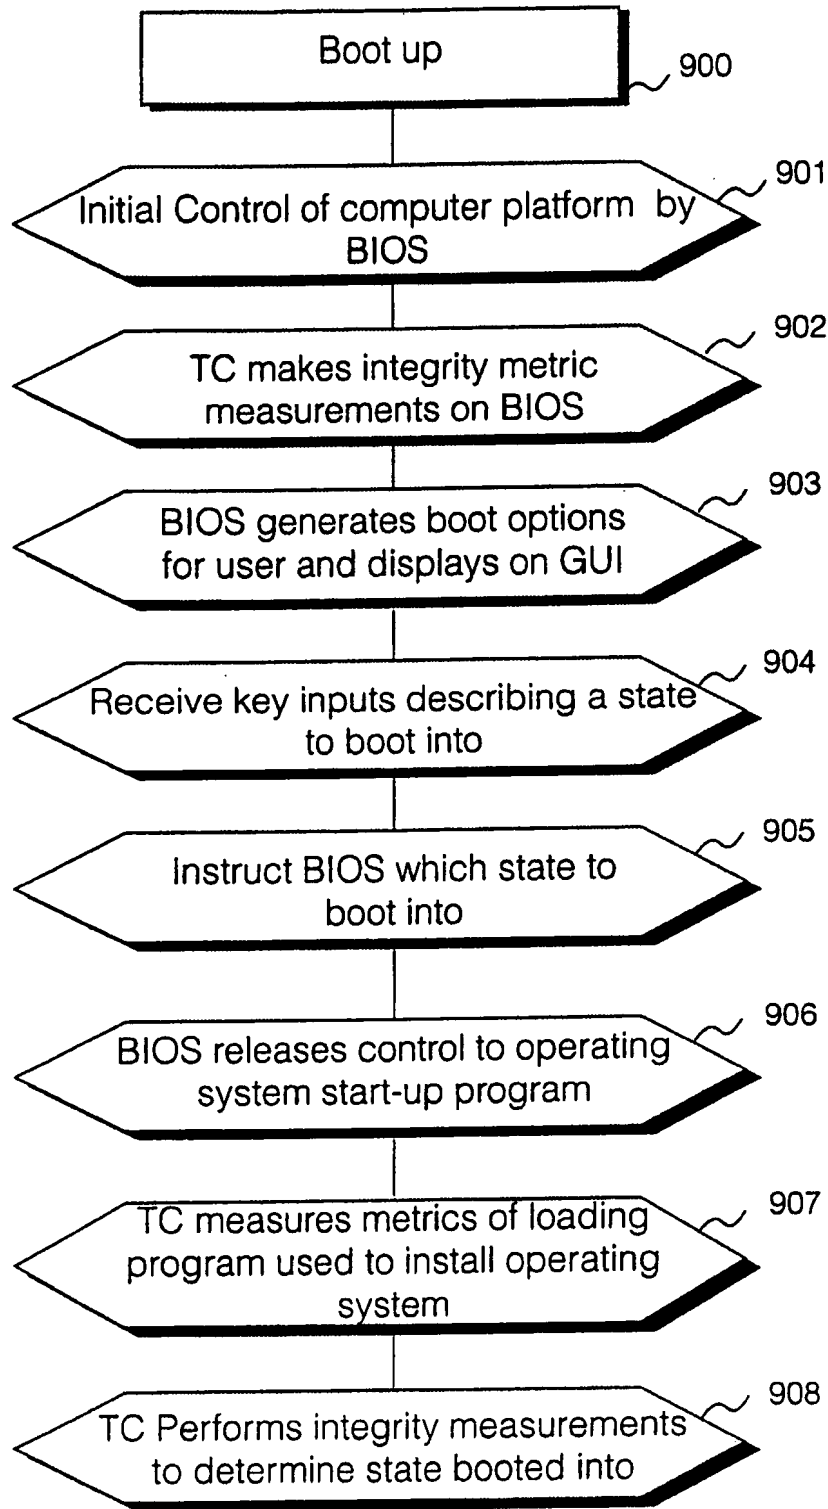 Boot up
900
901
Initial Control of computer platform by
BIOS
902
TC makes integrity metric
measurements on BIOS
903
BIOS generates boot options
for user and displays on GUI
904
Receive key inputs describing a state
to boot into
905
Instruct BIOS which state to
boot into
906
BIOS releases control to operating
system start-up program
907
TC measures metrics of loading
program used to install operating
system
908
TC Performs integrity measurements
to determine state booted into